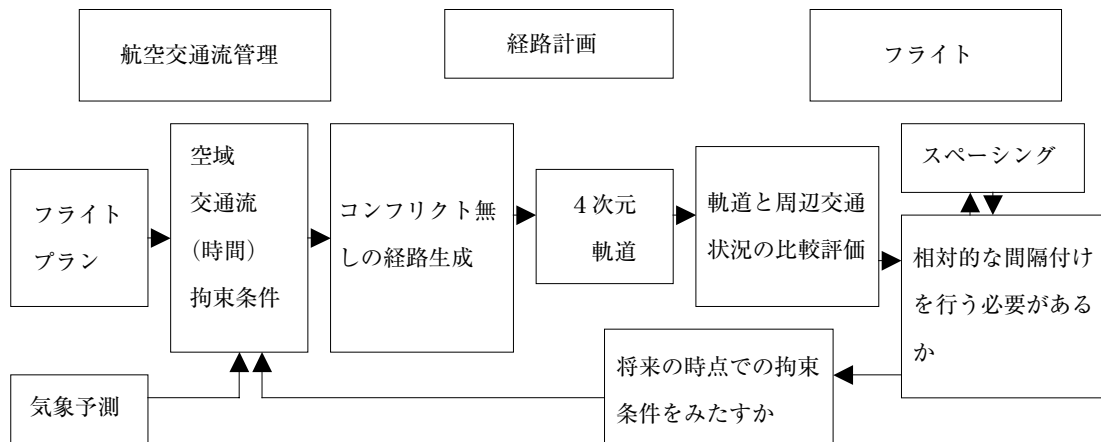 航空交通流管理
経路計画
フライト
フライト
プラン
空域
交通流
(時間）
拘束条件
コンフリクト無
しの経路生成
４次元
軌道
軌道と周辺交通
状況の比較評価
スペーシング
相対的な間隔付け
を行う必要がある
か
将来の時点での拘束
条件をみたすか
気象予測